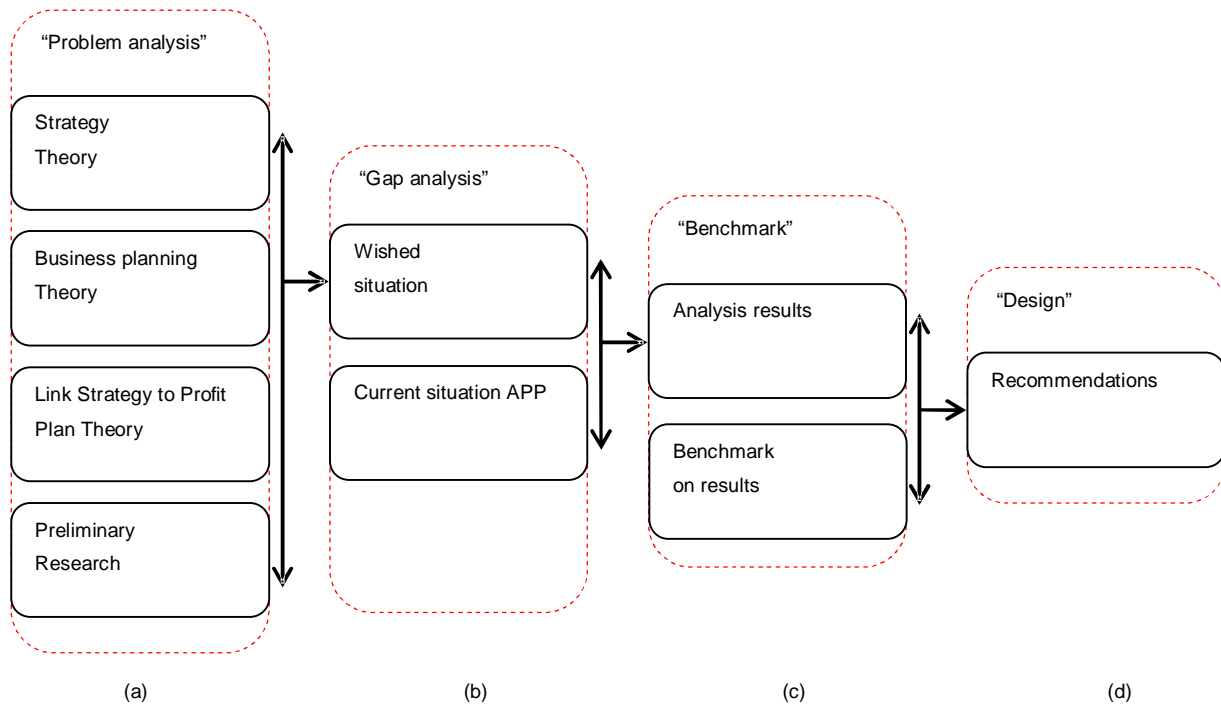 “Problem analysis”
Strategy
Theory
Business planning
Theory
Link Strategy to Profit
Plan Theory
Preliminary
Research
“Gap analysis”
Wished
situation
Current situation APP
“Benchmark”
Analysis results
Benchmark
on results
“Design”
Recommendations
(a)
(b)
(c)
(d)